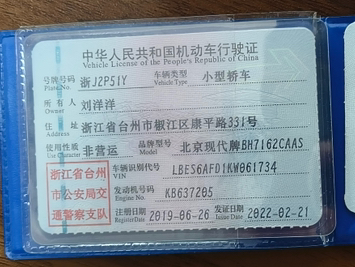 中华人民共和国机动车行驶证
Vehicle License of the People's Republic of China
号牌号码 浙J2P51Y 车辆类型 小型轿车
Plate No. Vehicle Type
所有人 刘洋洋
Owner
住址 浙江省台州市椒江区康平路331号
Address
使用性质 非营运 品牌型号 北京现代牌BH7162CAAS
Use Character Model
浙江省台州
市公安局交
通警察支队
车辆识别代号 LBES6AFD1KW061734
VIN
发动机号码 KB637205
Engine No.
注册日期 2019-06-26 发证日期 2022-02-21
Register Date Issue Date